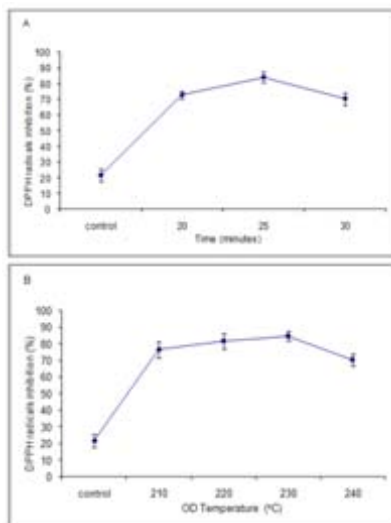 A
DPPH radicals inhibition (%)
100
90
80
70
60
50
40
30
20
10
0
control 20 25 30
Time (minutes)
B
DPPH radicals inhibition (%)
100
90
80
70
60
50
40
30
20
10
0
control 210 220 230 240
OD Temperature (ºC)